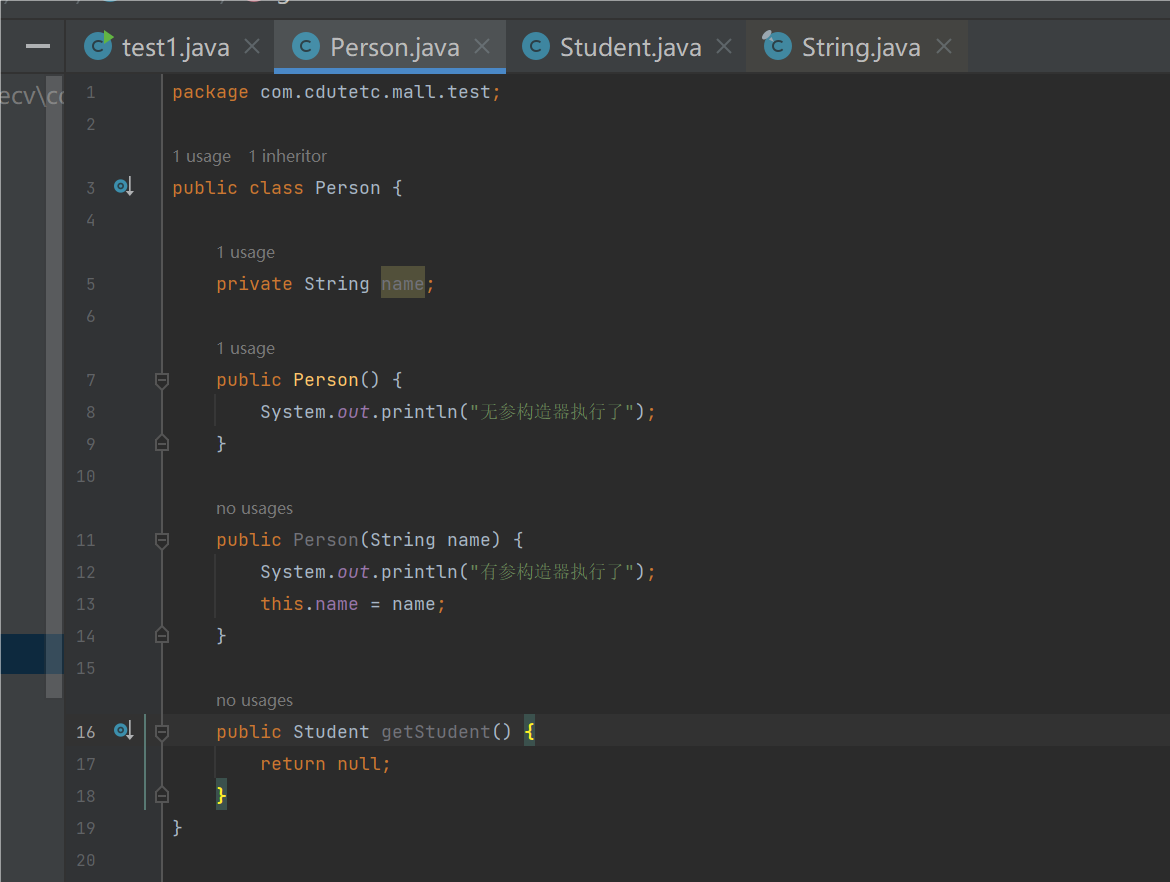 test1.java Person.java Student.java String.java
1 package com.cdutetc.mall.test;
2
1 usage 1 inheritor
3 public class Person {
4
1 usage
5 private String name;
6
1 usage
7 public Person() {
8 System.out.println("无参构造器执行了");
9 }
10
no usages
11 public Person(String name) {
12 System.out.println("有参构造器执行了");
13 this.name = name;
14 }
15
no usages
16 public Student getStudent() {
17 return null;
18 }
19 }
20